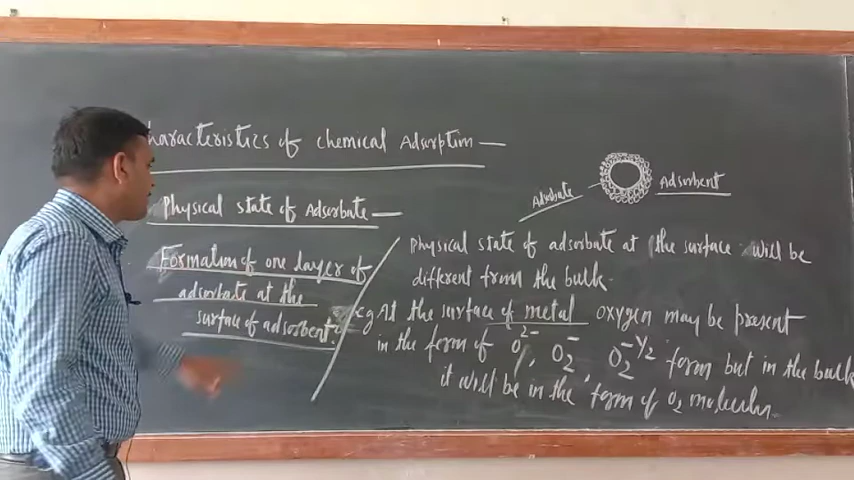 haracteristics of chemical Adsorption —
Physical state of Adsorbate —
Formation of one layer of
adsorbate at the
surface of adsorbent.
Adsorbate
Adsorbent
Physical state of adsorbate at the surface will be
different from the bulk.
eg At the surface of metal oxygen may be present
in the form of O²⁻, O₂⁻, O₂⁻½ form but in the bulk
it will be in the form of O₂ molecules.